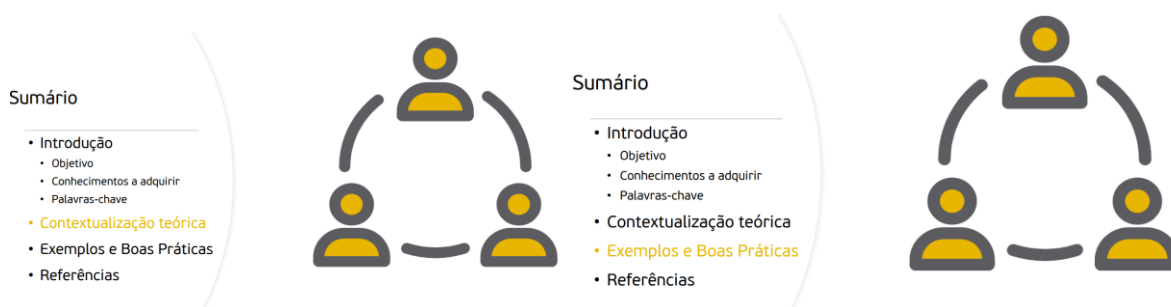 Sumário
• Introdução
• Objetivo
• Conhecimentos a adquirir
• Palavras-chave
• Contextualização teórica
• Exemplos e Boas Práticas
• Referências
Sumário
• Introdução
• Objetivo
• Conhecimentos a adquirir
• Palavras-chave
• Contextualização teórica
• Exemplos e Boas Práticas
• Referências